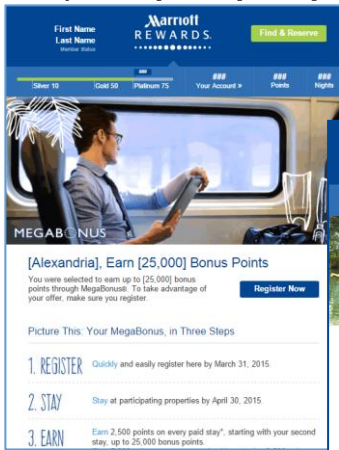 First Name
Last Name
Member Status
Marriott
REWARDS.
Find & Reserve
###
Silver 10
Gold 50
Platinum 75
###
Your Account »
###
Points
###
Nights
MEGABONUS
[Alexandria], Earn [25,000] Bonus Points
You were selected to earn up to [25,000] bonus
points through MegaBonus®. To take advantage of
your offer, make sure you register.
Register Now
Picture This: Your MegaBonus, in Three Steps
1. REGISTER
Quickly and easily register here by March 31, 2015.
2. STAY
Stay at participating properties by April 30, 2015.
3. EARN
Earn 2,500 points on every paid stay*, starting with your second
stay, up to 25,000 bonus points.